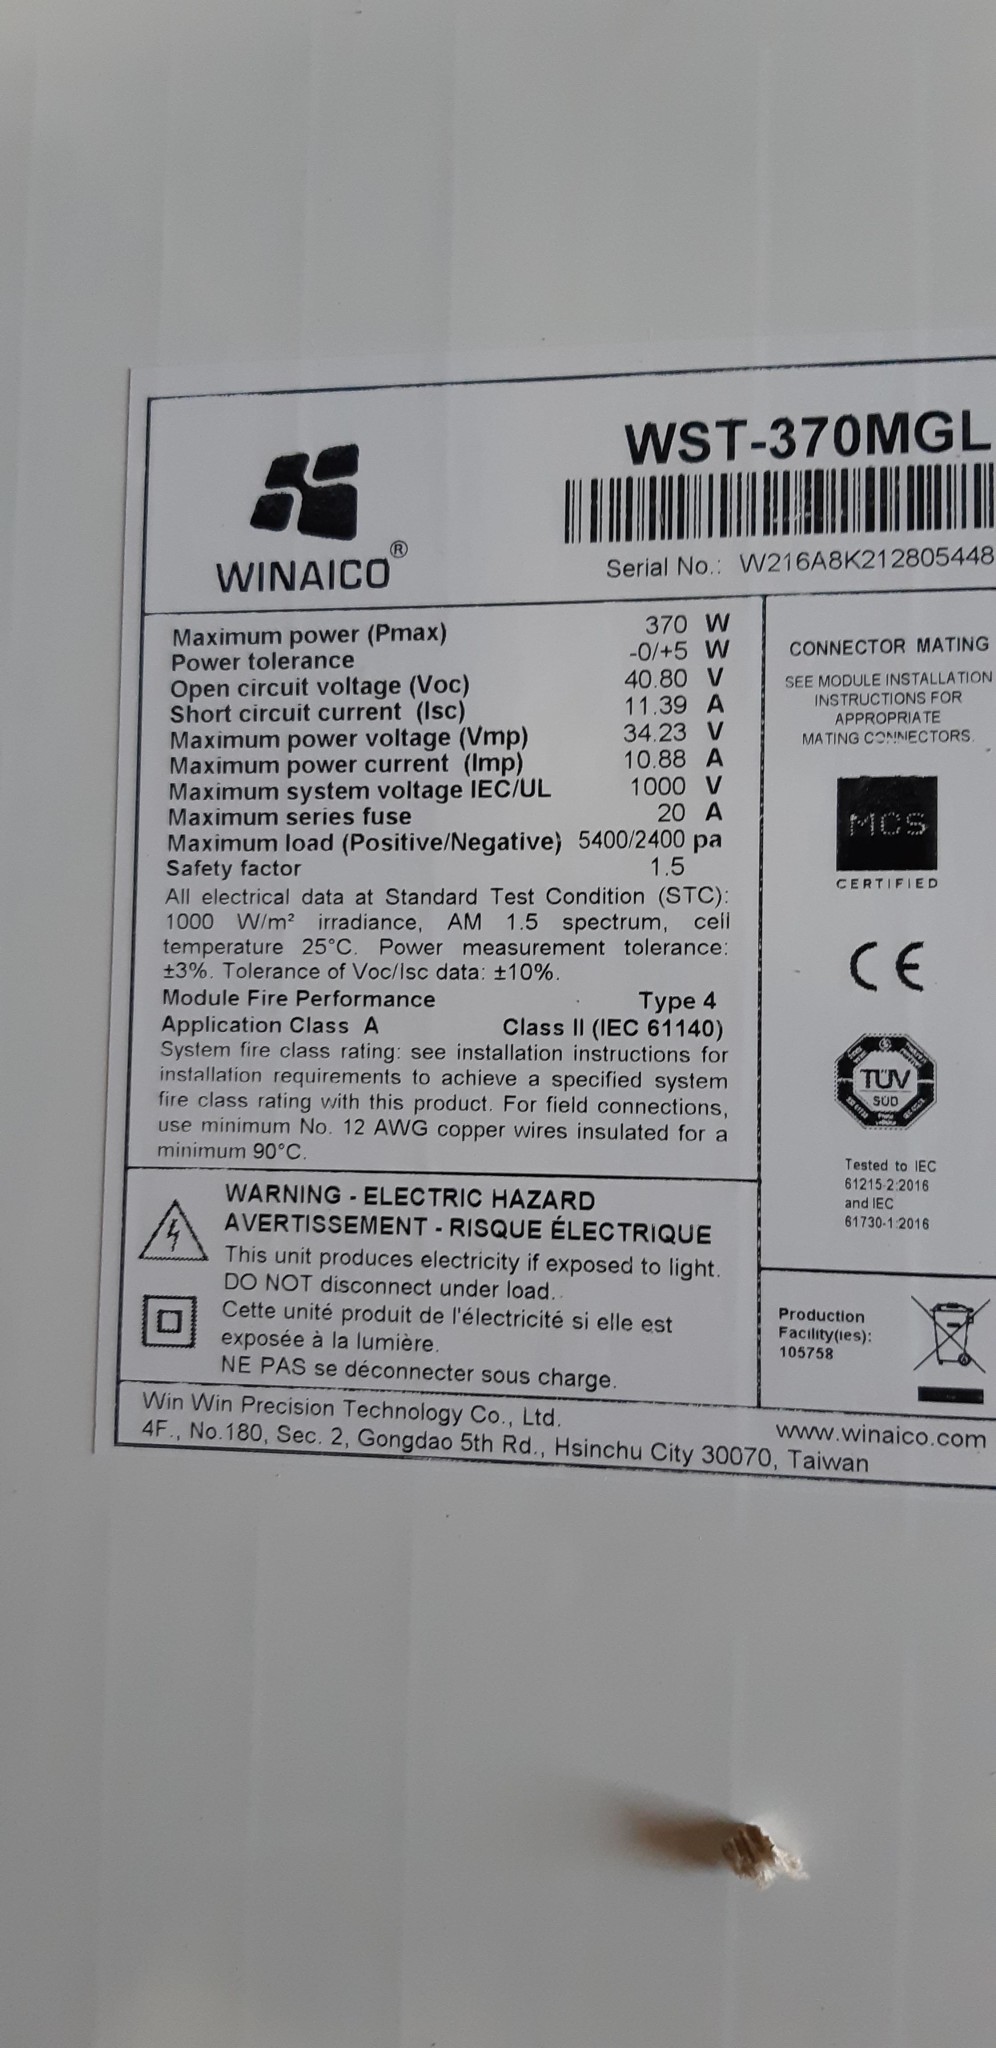 WST-370MGL
WINAICO®
Serial No.: W216A8K212805448
Maximum power (Pmax) 370 W
Power tolerance -0/+5 W
Open circuit voltage (Voc) 40.80 V
Short circuit current (Isc) 11.39 A
Maximum power voltage (Vmp) 34.23 V
Maximum power current (Imp) 10.88 A
Maximum system voltage IEC/UL 1000 V
Maximum series fuse 20 A
Maximum load (Positive/Negative) 5400/2400 pa
Safety factor 1.5
All electrical data at Standard Test Condition (STC):
1000 W/m² irradiance, AM 1.5 spectrum, cell
temperature 25°C. Power measurement tolerance:
±3%. Tolerance of Voc/Isc data: ±10%.
Module Fire Performance Type 4
Application Class A Class II (IEC 61140)
System fire class rating: see installation instructions for
installation requirements to achieve a specified system
fire class rating with this product. For field connections,
use minimum No. 12 AWG copper wires insulated for a
minimum 90°C.
CONNECTOR MATING
SEE MODULE INSTALLATION
INSTRUCTIONS FOR
APPROPRIATE
MATING CONNECTORS.
MCS
CERTIFIED
CE
TÜV
SÜD
Tested to IEC
61215-2:2016
and IEC
61730-1:2016
WARNING - ELECTRIC HAZARD
AVERTISSEMENT - RISQUE ÉLECTRIQUE
This unit produces electricity if exposed to light.
DO NOT disconnect under load.
Cette unité produit de l'électricité si elle est
exposée à la lumière.
NE PAS se déconnecter sous charge.
Production
Facility(ies):
105758
Win Win Precision Technology Co., Ltd.
www.winaico.com
4F., No.180, Sec. 2, Gongdao 5th Rd., Hsinchu City 30070, Taiwan